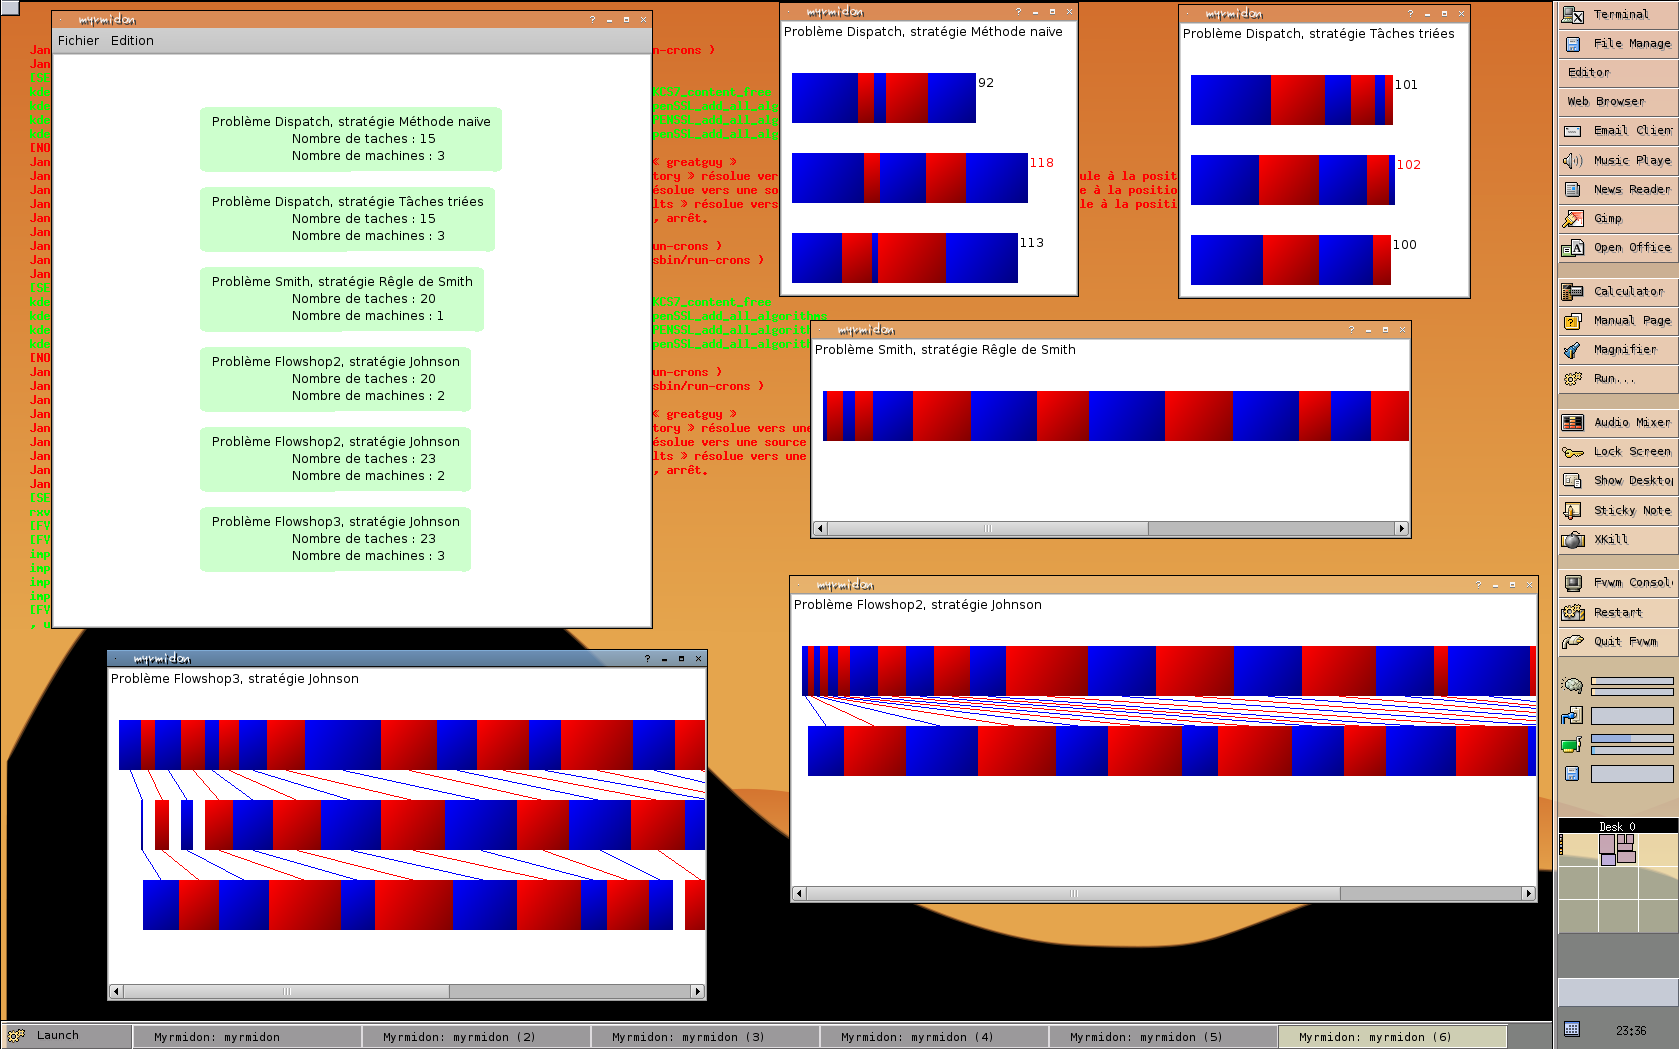 myrmidon
Fichier Edition
Problème Dispatch, stratégie Méthode naïve
Nombre de taches : 15
Nombre de machines : 3
Problème Dispatch, stratégie Tâches triées
Nombre de taches : 15
Nombre de machines : 3
Problème Smith, stratégie Rêgle de Smith
Nombre de taches : 20
Nombre de machines : 1
Problème Flowshop2, stratégie Johnson
Nombre de taches : 20
Nombre de machines : 2
Problème Flowshop2, stratégie Johnson
Nombre de taches : 23
Nombre de machines : 2
Problème Flowshop3, stratégie Johnson
Nombre de taches : 23
Nombre de machines : 3
myrmidon
Problème Dispatch, stratégie Méthode naïve
92
118
113
myrmidon
Problème Dispatch, stratégie Tâches triées
101
102
100
n-crons )
« greatguy »
tory » résolue ver
ule à la posit
ésolue vers une so
e à la positio
lts » résolue vers
le à la positi
, arrêt.
un-crons )
sbin/run-crons )
un-crons )
sbin/run-crons )
« greatguy »
tory » résolue vers une
ésolue vers une source
lts » résolue vers une
, arrêt.
myrmidon
Problème Smith, stratégie Rêgle de Smith
myrmidon
Problème Flowshop2, stratégie Johnson
myrmidon
Problème Flowshop3, stratégie Johnson
Terminal
File Manage
Editor
Web Browser
Email Clien
Music Playe
News Reader
Gimp
Open Office
Calculator
Manual Page
Magnifier
Run...
Audio Mixer
Lock Screen
Show Deskto
Sticky Note
XKill
Fvwm Consol
Restart
Quit Fvwm
Desk 0
23:36
Launch
Myrmidon: myrmidon
Myrmidon: myrmidon (2)
Myrmidon: myrmidon (3)
Myrmidon: myrmidon (4)
Myrmidon: myrmidon (5)
Myrmidon: myrmidon (6)